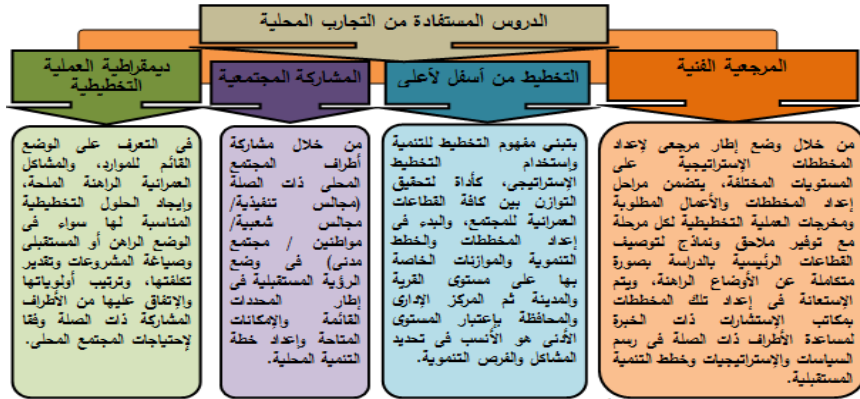 الدروس المستفادة من التجارب المحلية
المرجعية الفنية
من خلال وضع إطار مرجعى لإعداد
المخططات الإستراتيجية على
المستويات المختلفة، يتضمن مراحل
إعداد المخططات والأعمال المطلوبة
ومخرجات العملية التخطيطية لكل مرحلة
مع توفير ملاحق ونماذج لتوصيف
القطاعات الرئيسية بالدراسة بصورة
متكاملة عن الأوضاع الراهنة، ويتم
الإستعانة فى إعداد تلك المخططات
بمكاتب الإستشارات ذات الخبرة
لمساعدة الأطراف ذات الصلة فى رسم
السياسات والإستراتيجيات وخطط التنمية
المستقبلية.
التخطيط من أسفل لأعلى
بتبني مفهوم التخطيط للتنمية
وإستخدام التخطيط
الإستراتيجى، كأداة لتحقيق
التوازن بين كافة القطاعات
العمرانية للمجتمع، والبدء فى
إعداد المخططات والخطط
التنموية والموازنات الخاصة
بها على مستوى القرية
والمدينة ثم المركز الإدارى
والمحافظة بإعتبار المستوى
الأدنى هو الأنسب فى تحديد
المشاكل والفرص التنموية.
المشاركة المجتمعية
من خلال مشاركة
أطراف المجتمع
المحلى ذات الصلة
(مجالس تنفيذية/
مجالس شعبية/
مواطنين / مجتمع
مدنى) فى وضع
الرؤية المستقبلية فى
إطار المحددات
القائمة والإمكانات
المتاحة وإعداد خطة
التنمية المحلية.
ديمقراطية العملية
التخطيطية
فى التعرف على الوضع
القائم للموارد، والمشاكل
العمرانية الراهنة الملحة،
وإيجاد الحلول التخطيطية
المناسبة لها سواء فى
الوضع الراهن أو المستقبلى
وصياغة المشروعات وتقدير
تكلفتها، وترتيب أولوياتها
والإتفاق عليها من الأطراف
المشاركة ذات الصلة وفقا
لإحتياجات المجتمع المحلى.